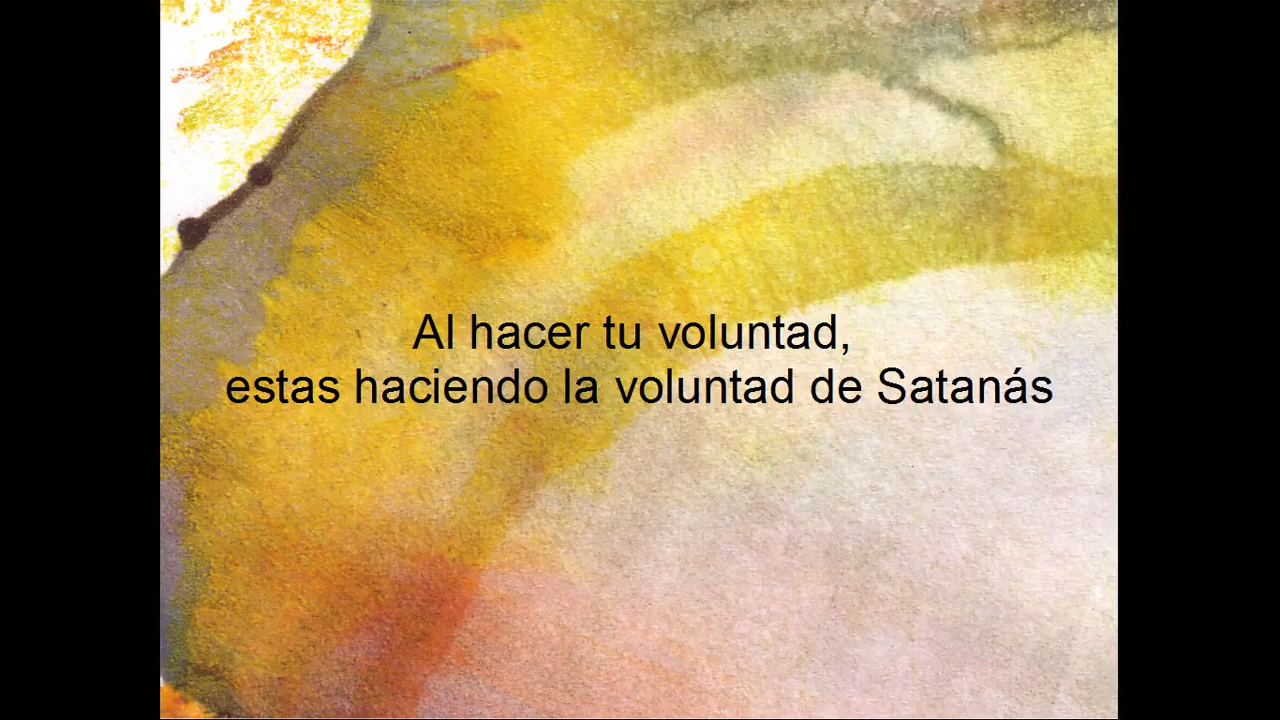 Al hacer tu voluntad,
estas haciendo la voluntad de Satanás